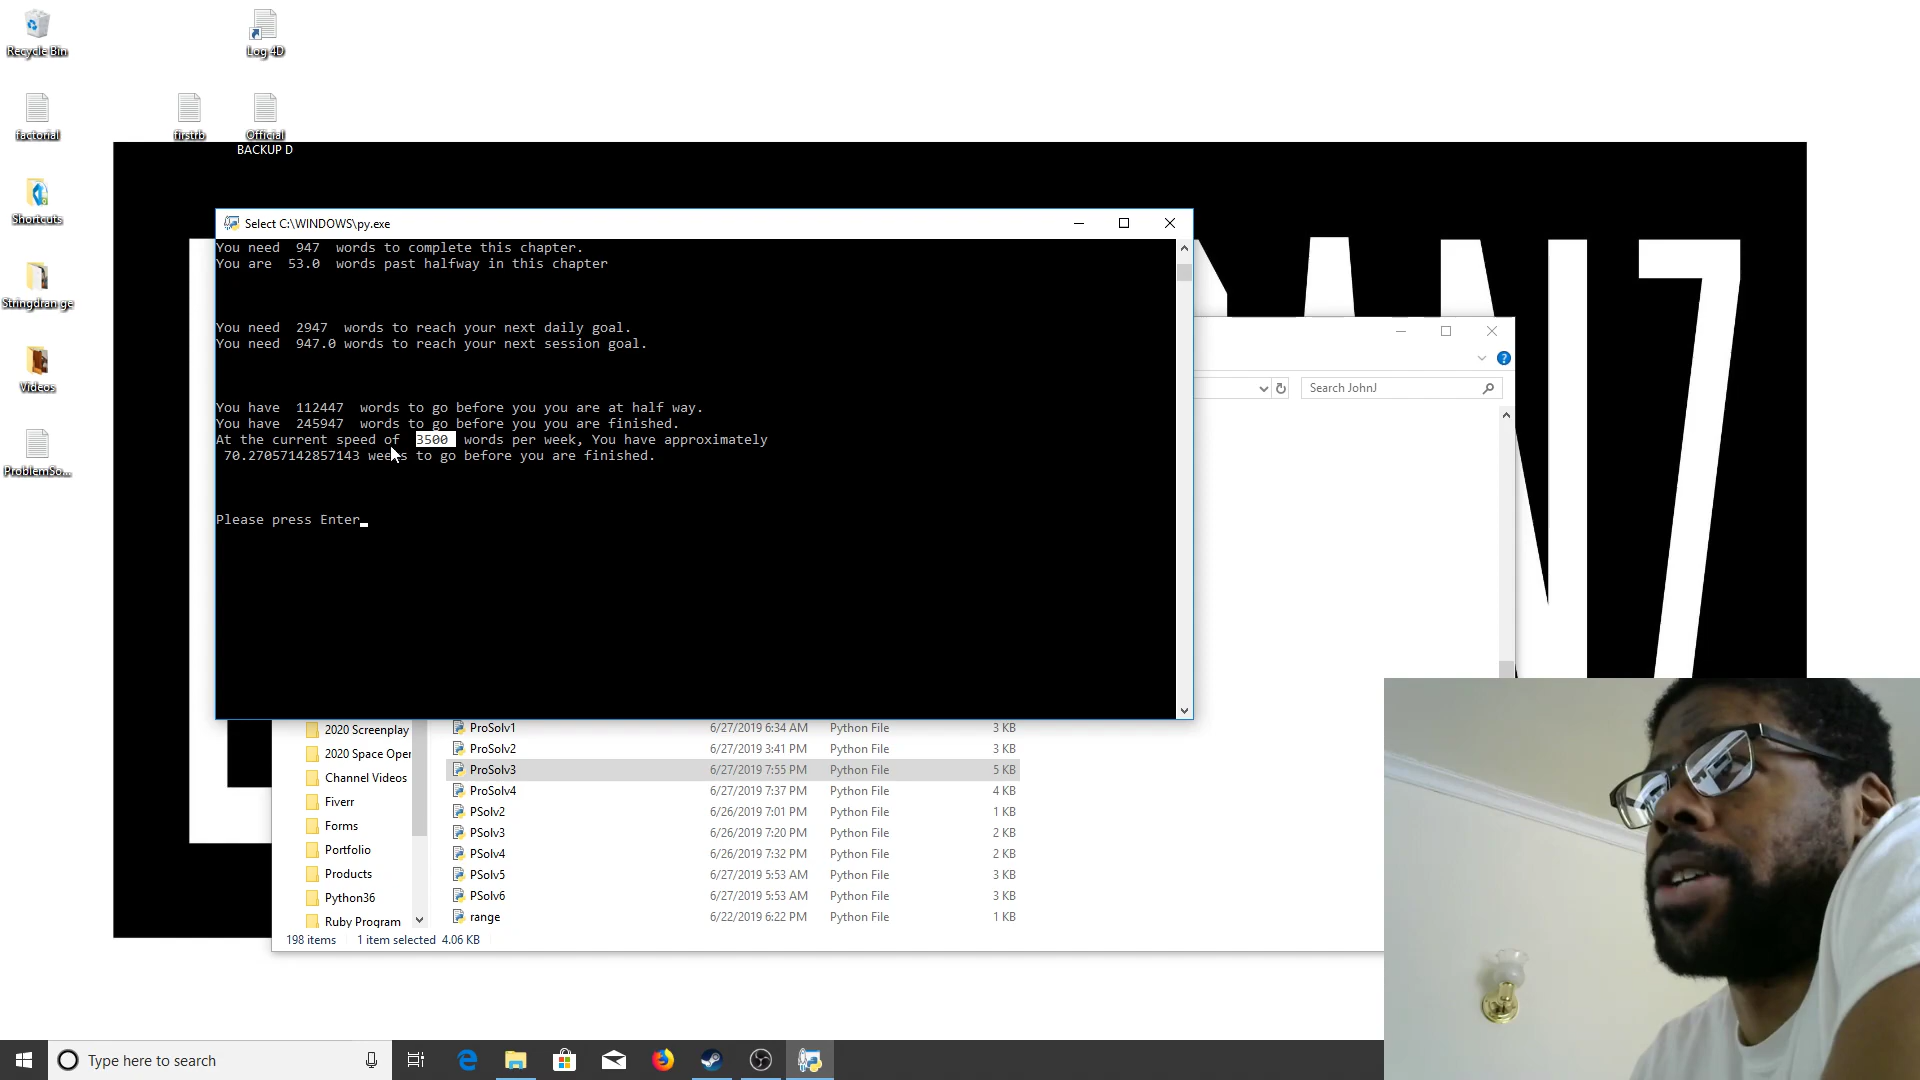 Recycle Bin
Log 4D
factorial
firstrb
Official
BACKUP D
Shortcuts
Stringdran ge
Videos
ProblemSo...
Select C:\WINDOWS\py.exe
You need  947  words to complete this chapter.
You are  53.0  words past halfway in this chapter
You need  2947  words to reach your next daily goal.
You need  947.0 words to reach your next session goal.
You have  112447  words to go before you you are at half way.
You have  245947  words to go before you you are finished.
At the current speed of  3500  words per week, You have approximately
70.27057142857143 weeks to go before you are finished.
Please press Enter
Search JohnJ
2020 Screenplay
2020 Space Oper
Channel Videos
Fiverr
Forms
Portfolio
Products
Python36
Ruby Program
ProSolv1 6/27/2019 6:34 AM Python File 3 KB
ProSolv2 6/27/2019 3:41 PM Python File 3 KB
ProSolv3 6/27/2019 7:55 PM Python File 5 KB
ProSolv4 6/27/2019 7:37 PM Python File 4 KB
PSolv2 6/26/2019 7:01 PM Python File 1 KB
PSolv3 6/26/2019 7:20 PM Python File 2 KB
PSolv4 6/26/2019 7:32 PM Python File 2 KB
PSolv5 6/27/2019 5:53 AM Python File 3 KB
PSolv6 6/27/2019 5:53 AM Python File 3 KB
range 6/22/2019 6:22 PM Python File 1 KB
198 items 1 item selected 4.06 KB
Type here to search